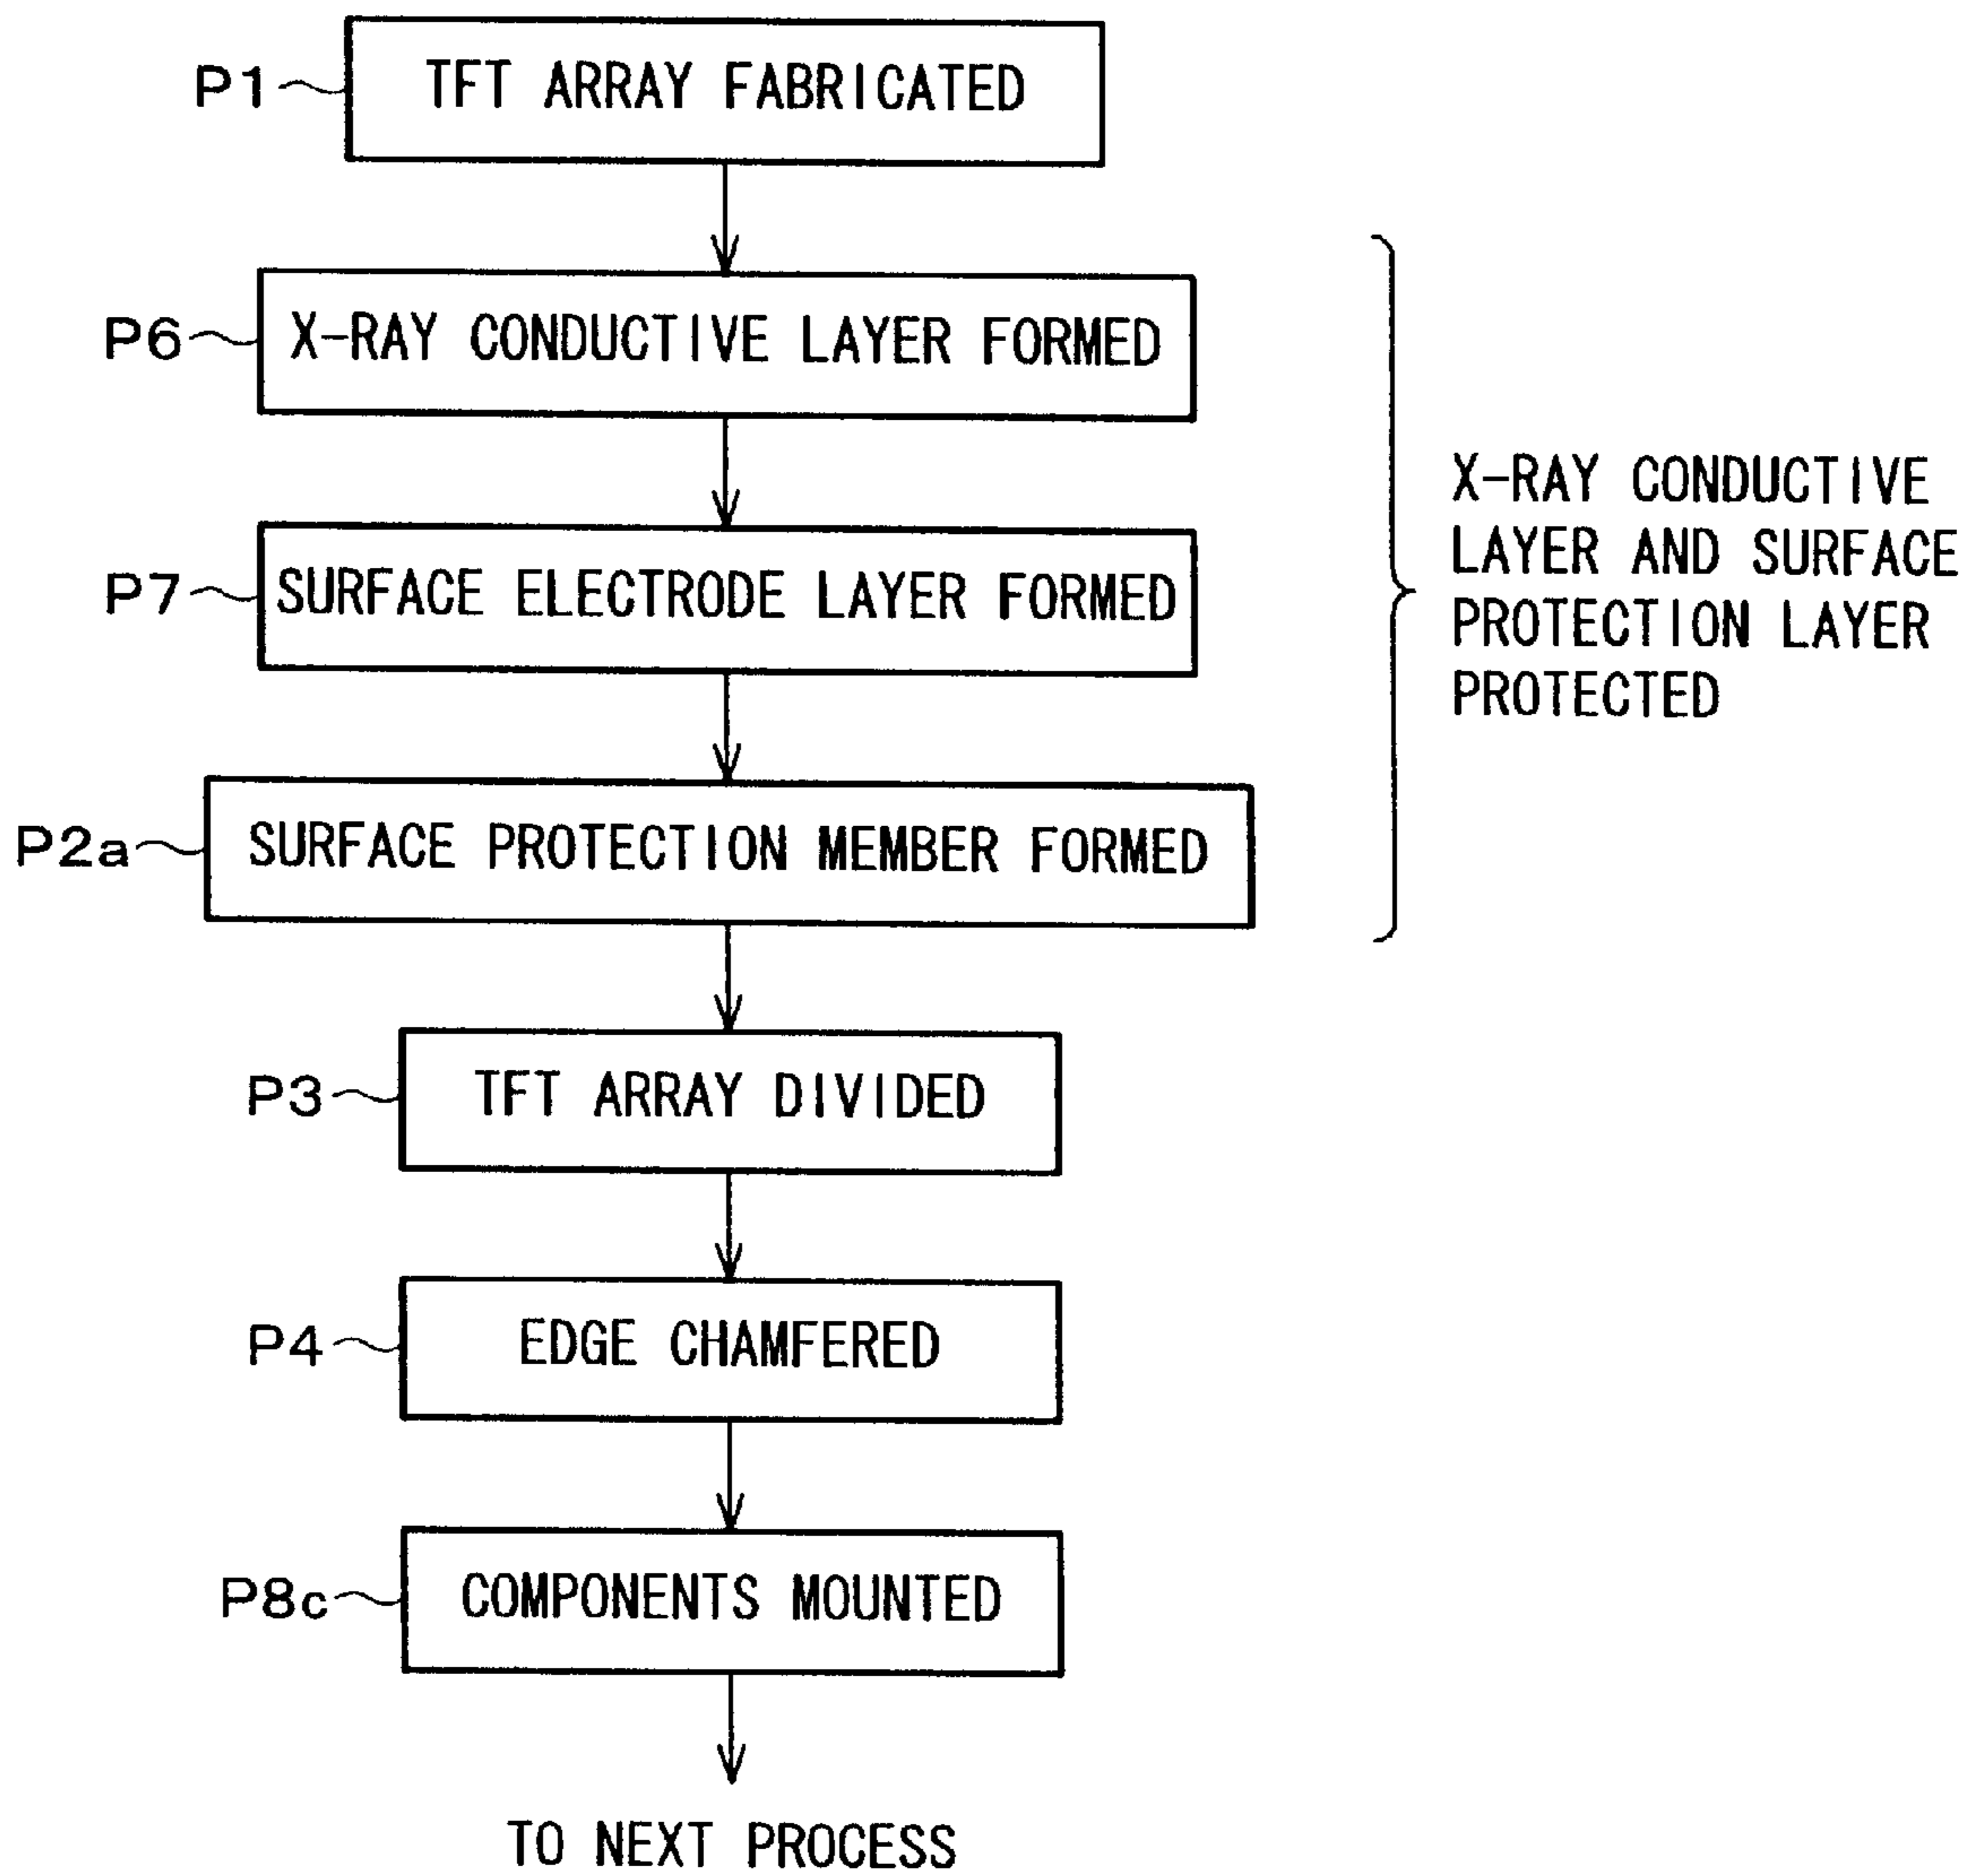 P1 TFT ARRAY FABRICATED
P6 X-RAY CONDUCTIVE LAYER FORMED
P7 SURFACE ELECTRODE LAYER FORMED
P2a SURFACE PROTECTION MEMBER FORMED
X-RAY CONDUCTIVE
LAYER AND SURFACE
PROTECTION LAYER
PROTECTED
P3 TFT ARRAY DIVIDED
P4 EDGE CHAMFERED
P8c COMPONENTS MOUNTED
TO NEXT PROCESS